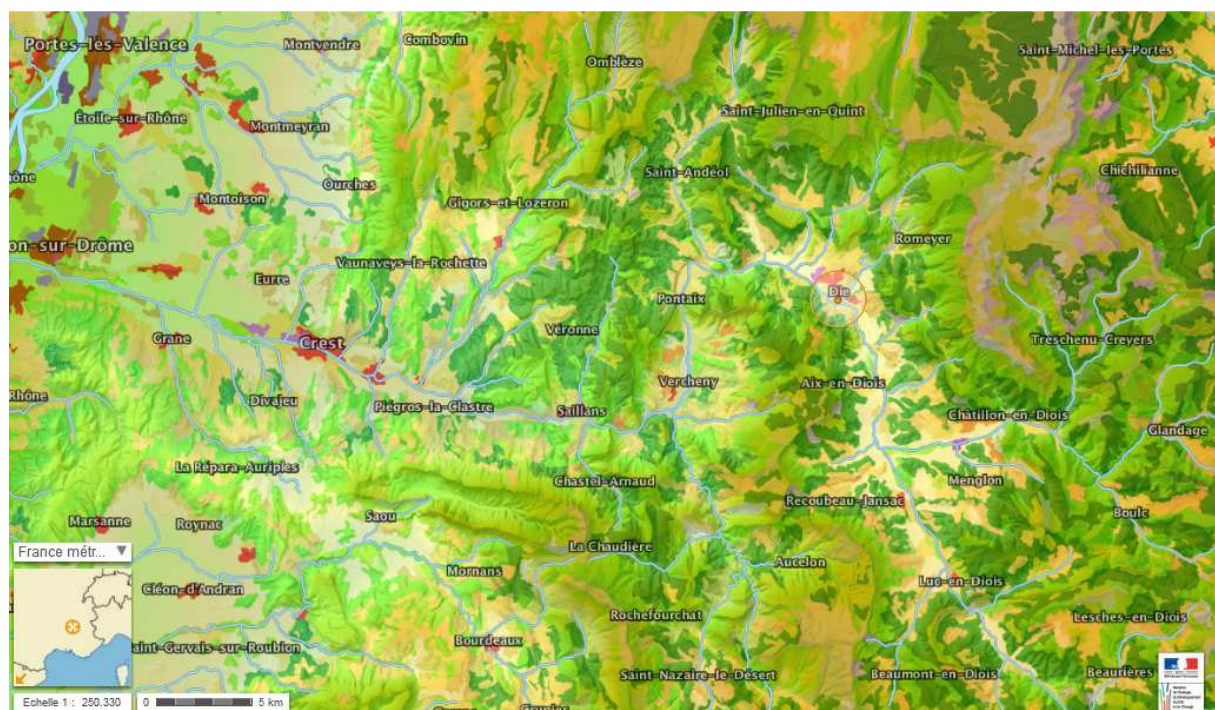 Portes-lès-Valence
Montvendre
Combovin
Omblèze
Saint-Michel-les-Portes
Étoile-sur-Rhône
Montmeyran
Saint-Julien-en-Quint
hône
Ourches
Saint-Andéol
Chichilianne
Montoison
Gigors-et-Lozeron
on-sur-Drôme
Romeyer
Eurre
Vaunaveys-la-Rochette
Die
Pontaix
Crest
Véronne
Grane
Treschenu-Creyers
Rhône
Divajeu
Piégros-la-Clastre
Saillans
Vercheny
Aix-en-Diois
Châtillon-en-Diois
Glandage
La Répara-Auriples
Chastel-Arnaud
Menglon
Recoubeau-Jansac
Marsanne
Roynac
Saou
Boulc
France métr...
La Chaudière
Mornans
Aucelon
Cléon-d'Andran
Luc-en-Diois
Rochefourchat
Lesches-en-Diois
aint-Gervais-sur-Roubion
Bourdeaux
Saint-Nazaire-le-Désert
Beaumont-en-Diois
Beaurières
Echelle 1 : 250.330
0 5 km